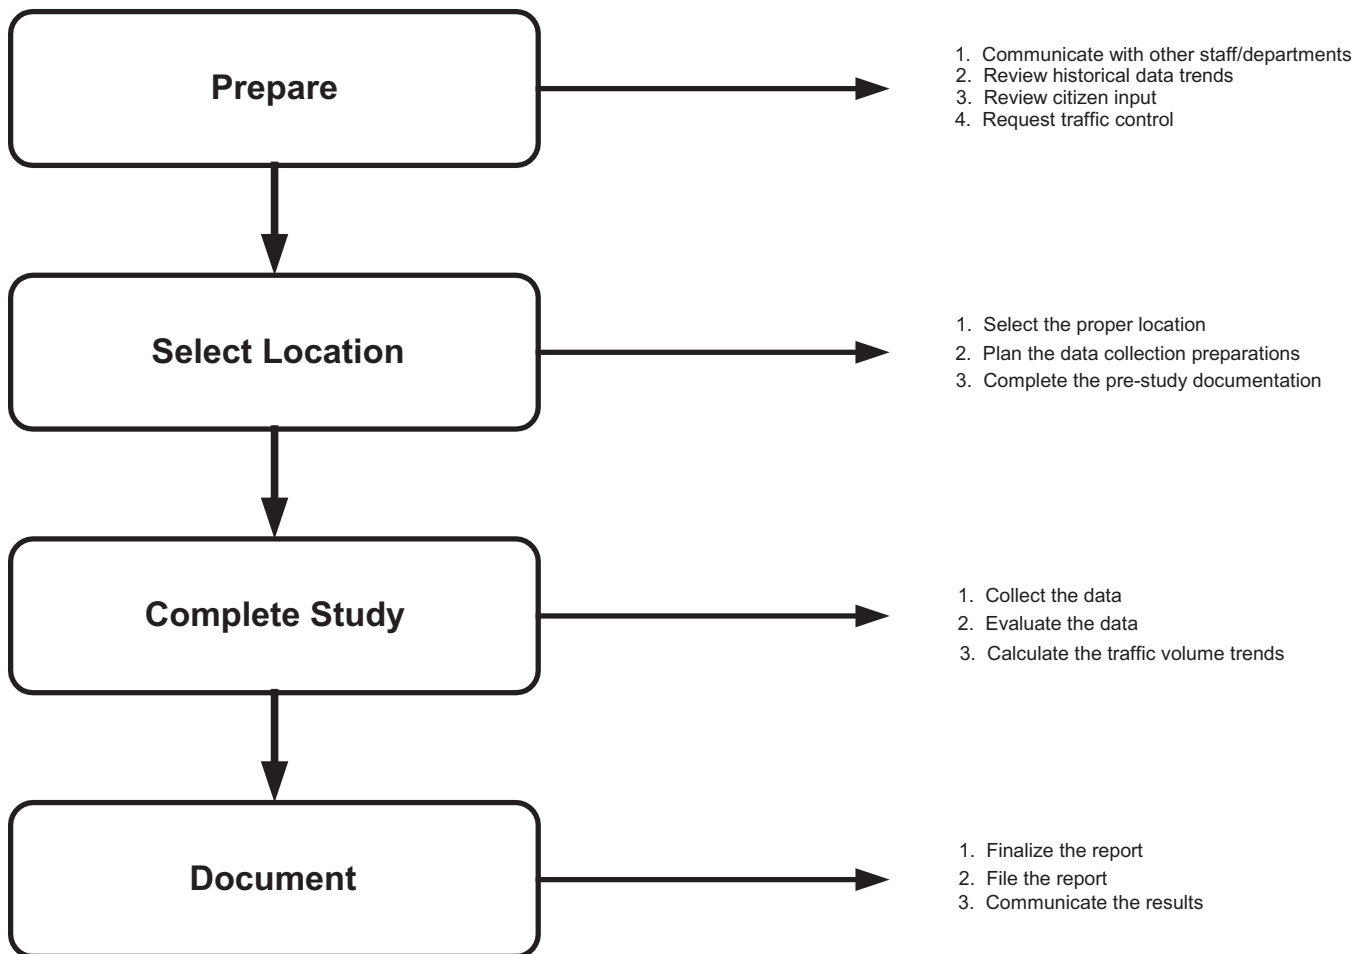 Prepare
1. Communicate with other staff/departments
2. Review historical data trends
3. Review citizen input
4. Request traffic control
Select Location
1. Select the proper location
2. Plan the data collection preparations
3. Complete the pre-study documentation
Complete Study
1. Collect the data
2. Evaluate the data
3. Calculate the traffic volume trends
Document
1. Finalize the report
2. File the report
3. Communicate the results